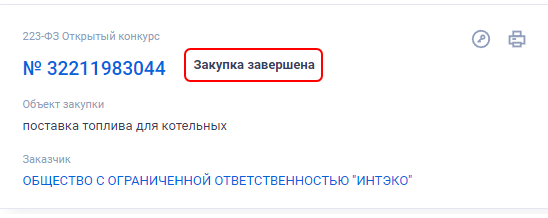 223-ФЗ Открытый конкурс
№ 32211983044 Закупка завершена
Объект закупки
поставка топлива для котельных
Заказчик
ОБЩЕСТВО С ОГРАНИЧЕННОЙ ОТВЕТСТВЕННОСТЬЮ "ИНТЭКО"